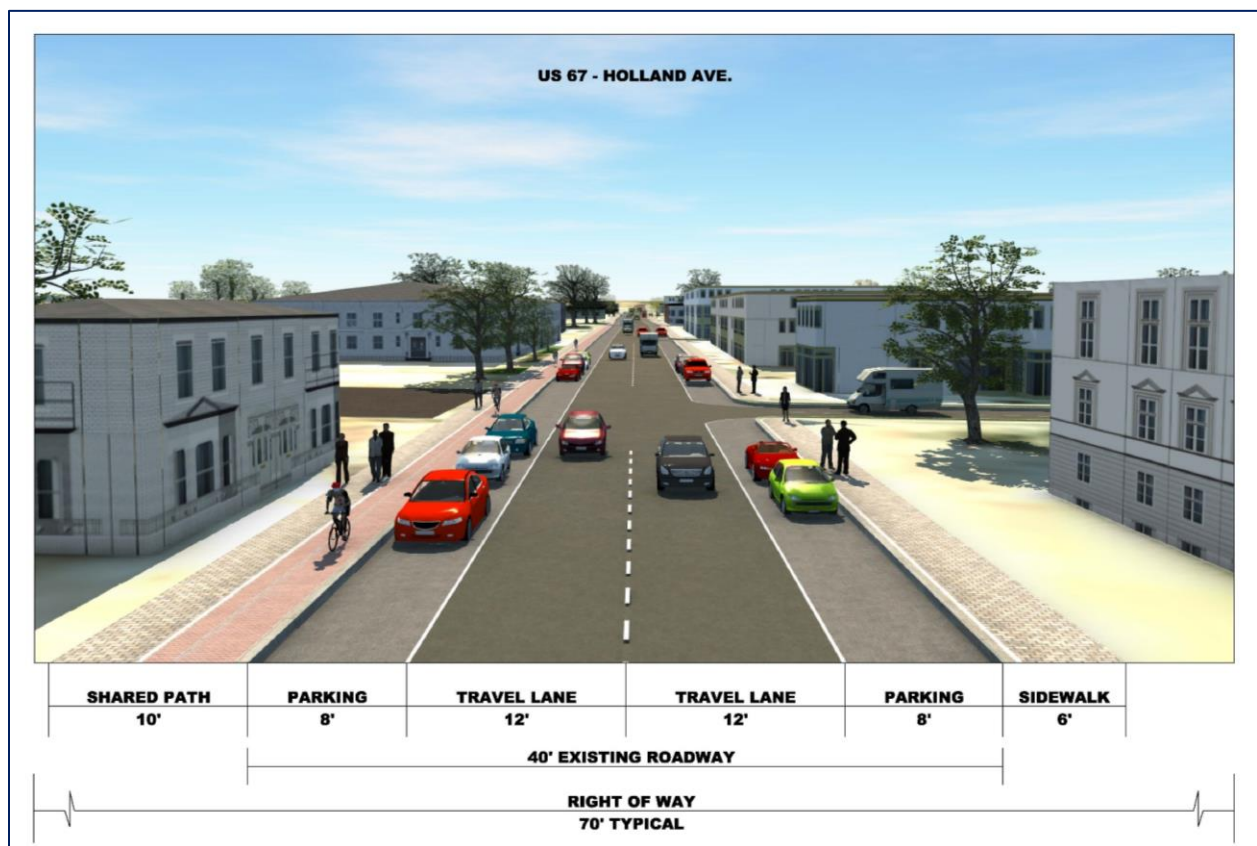 US 67 - HOLLAND AVE.
SHARED PATH
10'
PARKING
8'
TRAVEL LANE
12'
TRAVEL LANE
12'
PARKING
8'
SIDEWALK
6'
40' EXISTING ROADWAY
RIGHT OF WAY
70' TYPICAL